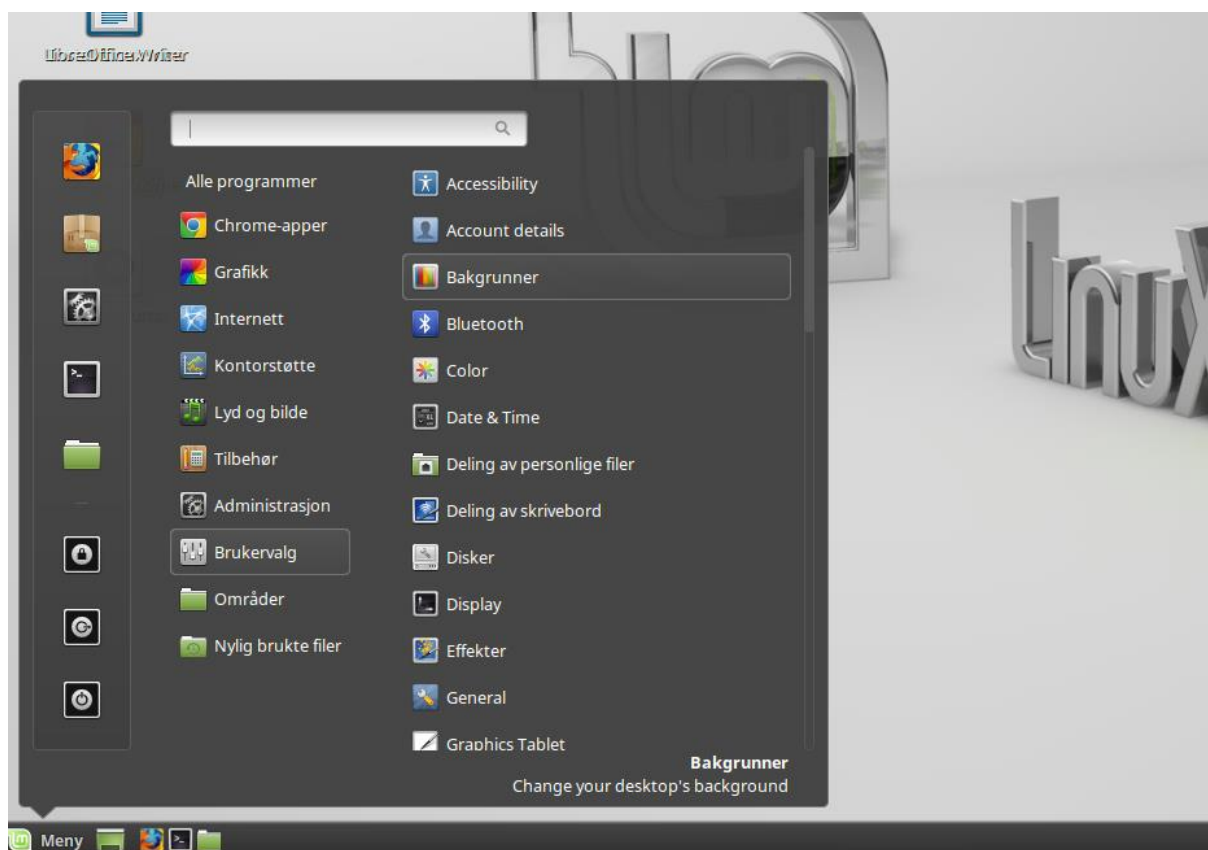 LibreOffice Writer
Alle programmer
Chrome-apper
Grafikk
Internett
Kontorstøtte
Lyd og bilde
Tilbehør
Administrasjon
Brukervalg
Områder
Nylig brukte filer
Accessibility
Account details
Bakgrunner
Bluetooth
Color
Date & Time
Deling av personlige filer
Deling av skrivebord
Disker
Display
Effekter
General
Graphics Tablet
Bakgrunner
Change your desktop's background
Linux
Meny